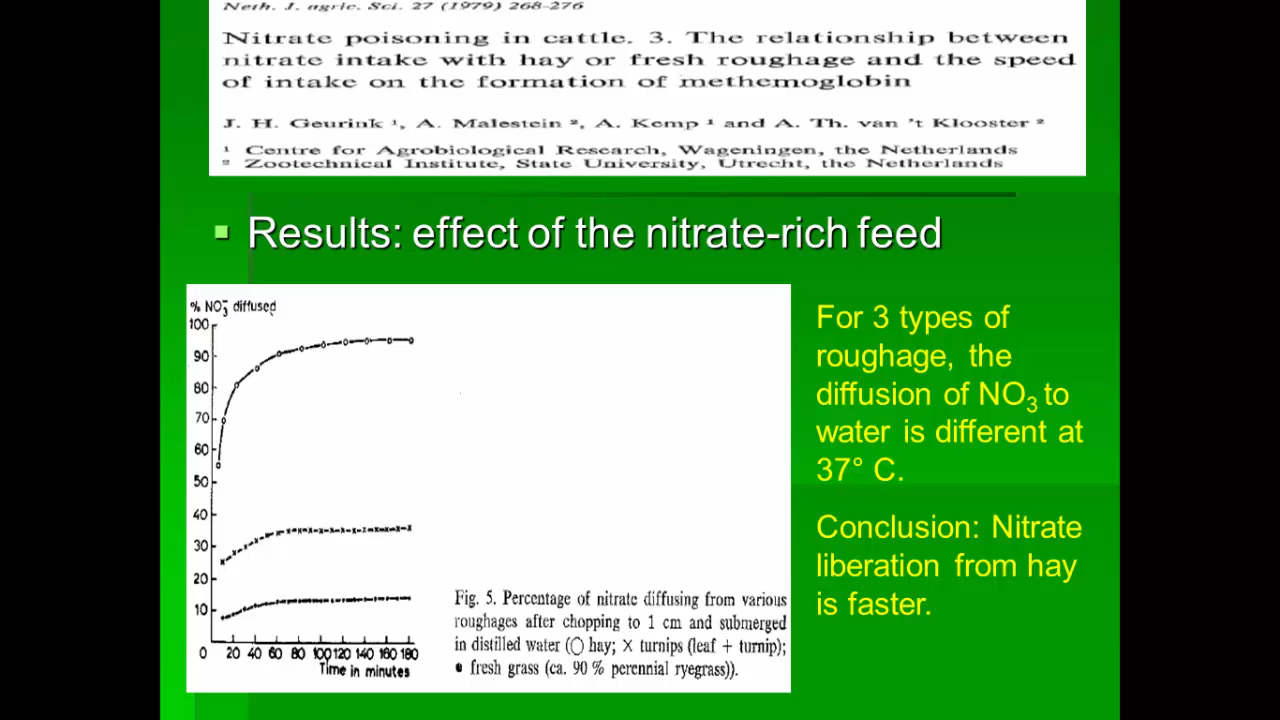 Neth. J. agric. Sci. 27 (1979) 268-276
Nitrate poisoning in cattle. 3. The relationship between
nitrate intake with hay or fresh roughage and the speed
of intake on the formation of methemoglobin
J. H. Geurink ¹, A. Malestein ², A. Kemp ¹ and A. Th. van 't Klooster ²
¹ Centre for Agrobiological Research, Wageningen, the Netherlands
² Zootechnical Institute, State University, Utrecht, the Netherlands
▪ Results: effect of the nitrate-rich feed
% NO₃⁻ diffused
100
90
80
70
60
50
40
30
20
10
0 20 40 60 80 100 120 140 160 180
Time in minutes
Fig. 5. Percentage of nitrate diffusing from various
roughages after chopping to 1 cm and submerged
in distilled water (○ hay; × turnips (leaf + turnip);
● fresh grass (ca. 90 % perennial ryegrass)).
For 3 types of
roughage, the
diffusion of NO₃ to
water is different at
37° C.
Conclusion: Nitrate
liberation from hay
is faster.